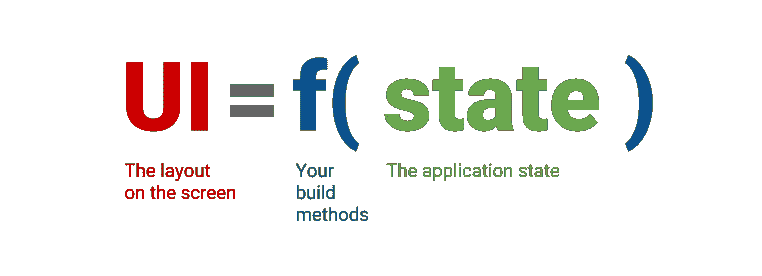 UI = f( state )
The layout
on the screen
Your
build
methods
The application state